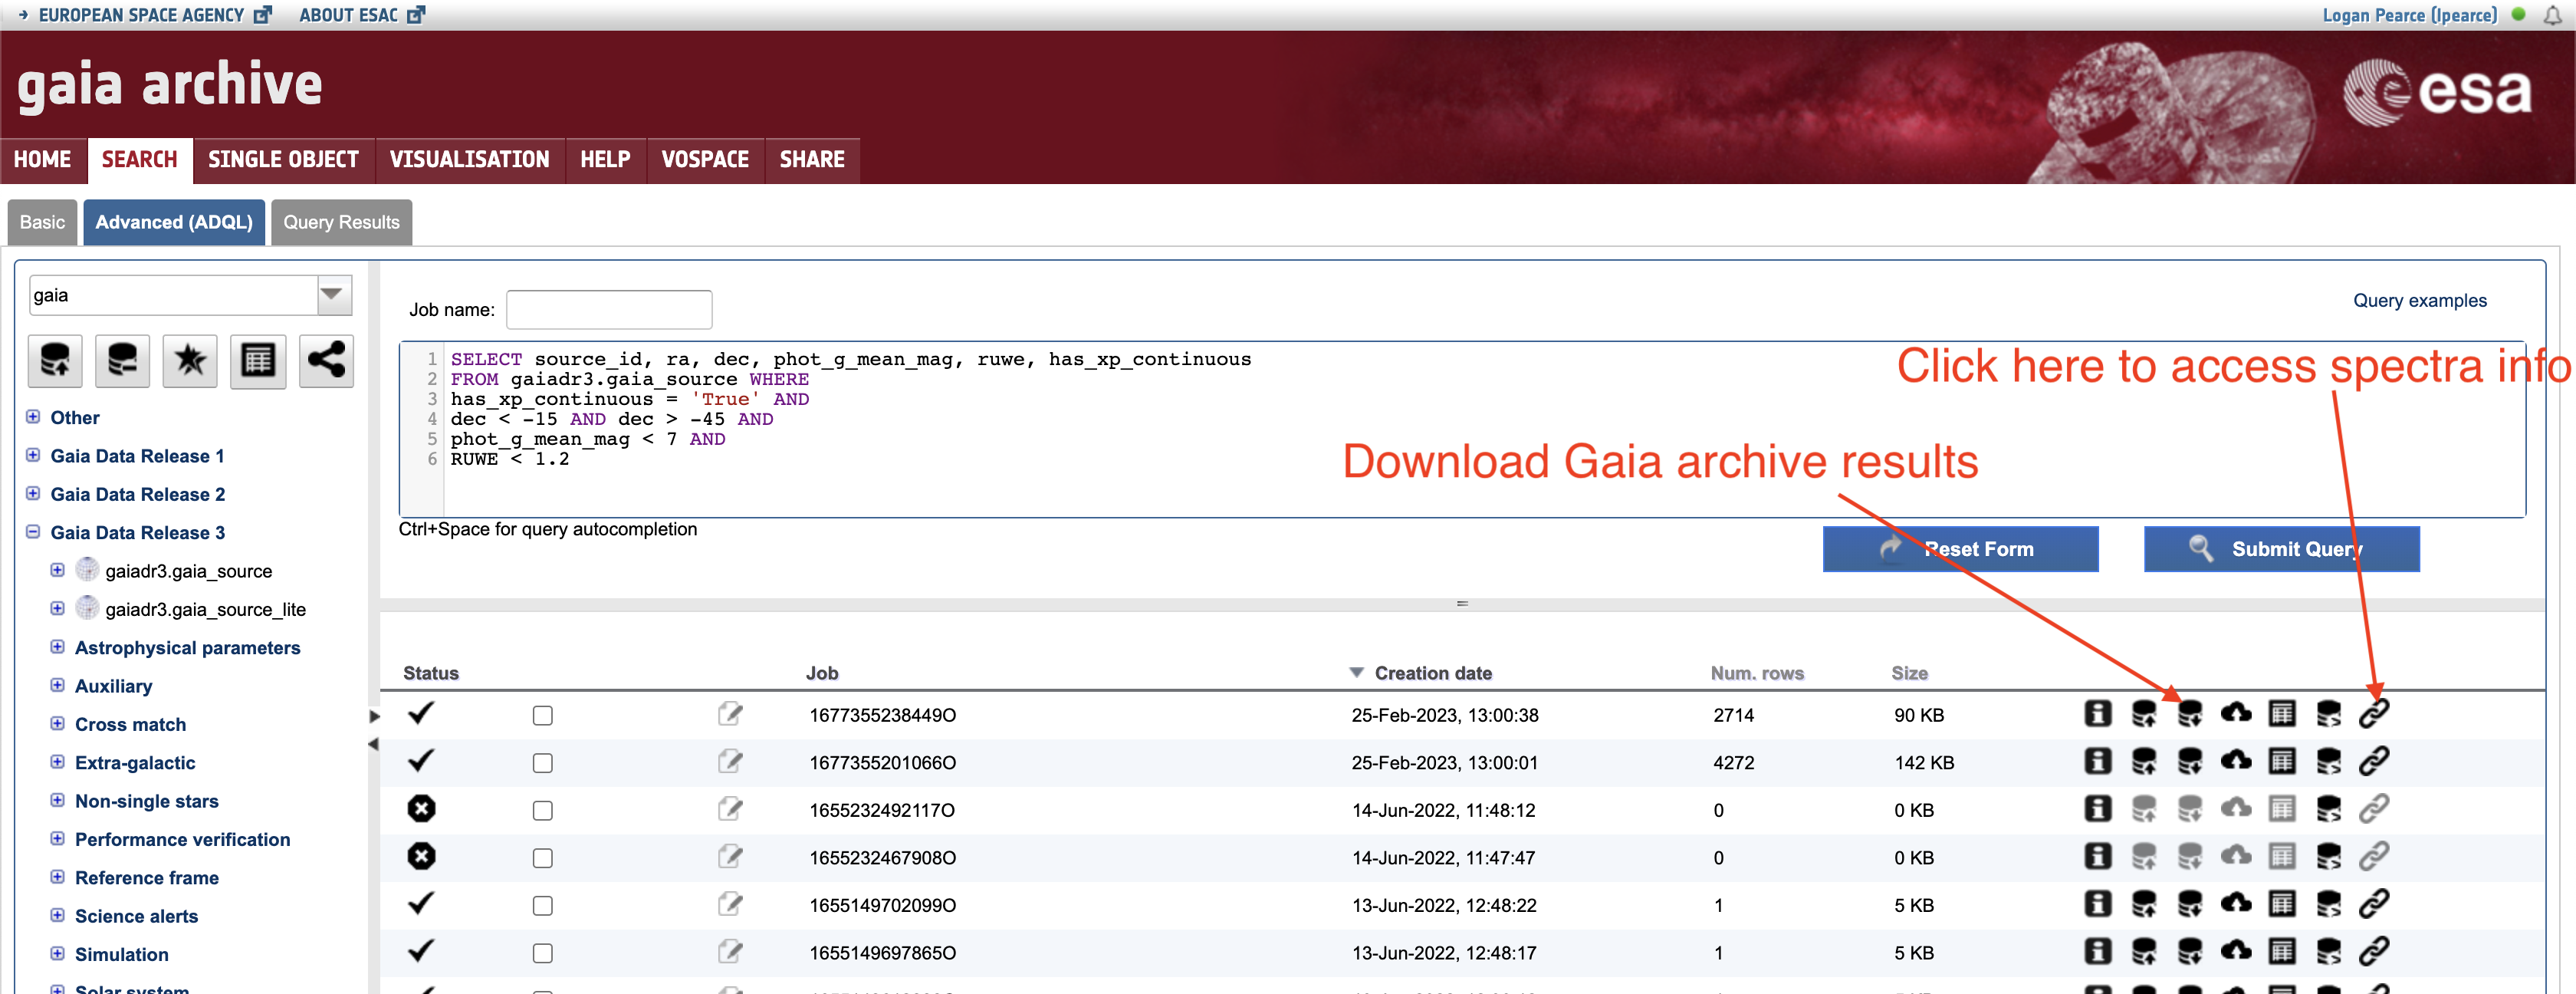 EUROPEAN SPACE AGENCY ABOUT ESAC Logan Pearce (lpearce)
gaia archive
esa
HOME SEARCH SINGLE OBJECT VISUALISATION HELP VOSPACE SHARE
Basic Advanced (ADQL) Query Results
gaia
Job name:
Query examples
1 SELECT source_id, ra, dec, phot_g_mean_mag, ruwe, has_xp_continuous
2 FROM gaiadr3.gaia_source WHERE
3 has_xp_continuous = 'True' AND
4 dec < -15 AND dec > -45 AND
5 phot_g_mean_mag < 7 AND
6 RUWE < 1.2
Click here to access spectra info
Download Gaia archive results
Ctrl+Space for query autocompletion
Reset Form Submit Query
Other
Gaia Data Release 1
Gaia Data Release 2
Gaia Data Release 3
gaiadr3.gaia_source
gaiadr3.gaia_source_lite
Astrophysical parameters
Auxiliary
Cross match
Extra-galactic
Non-single stars
Performance verification
Reference frame
Science alerts
Simulation
Solar system
Status Job Creation date Num. rows Size
1677355238449O 25-Feb-2023, 13:00:38 2714 90 KB
1677355201066O 25-Feb-2023, 13:00:01 4272 142 KB
1655232492117O 14-Jun-2022, 11:48:12 0 0 KB
1655232467908O 14-Jun-2022, 11:47:47 0 0 KB
1655149702099O 13-Jun-2022, 12:48:22 1 5 KB
1655149697865O 13-Jun-2022, 12:48:17 1 5 KB